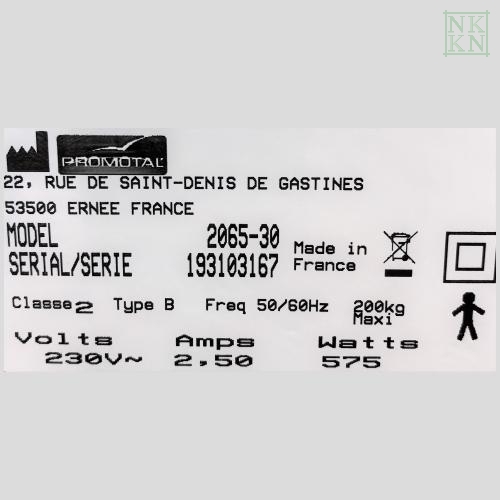 NK
KN
PROMOTAL
22, RUE DE SAINT-DENIS DE GASTINES
53500 ERNEE FRANCE
MODEL 2065-30
SERIAL/SERIE 193103167
Made in
France
Classe 2 Type B Freq 50/60Hz 200kg
Maxi
Volts Amps Watts
230V~ 2,50 575